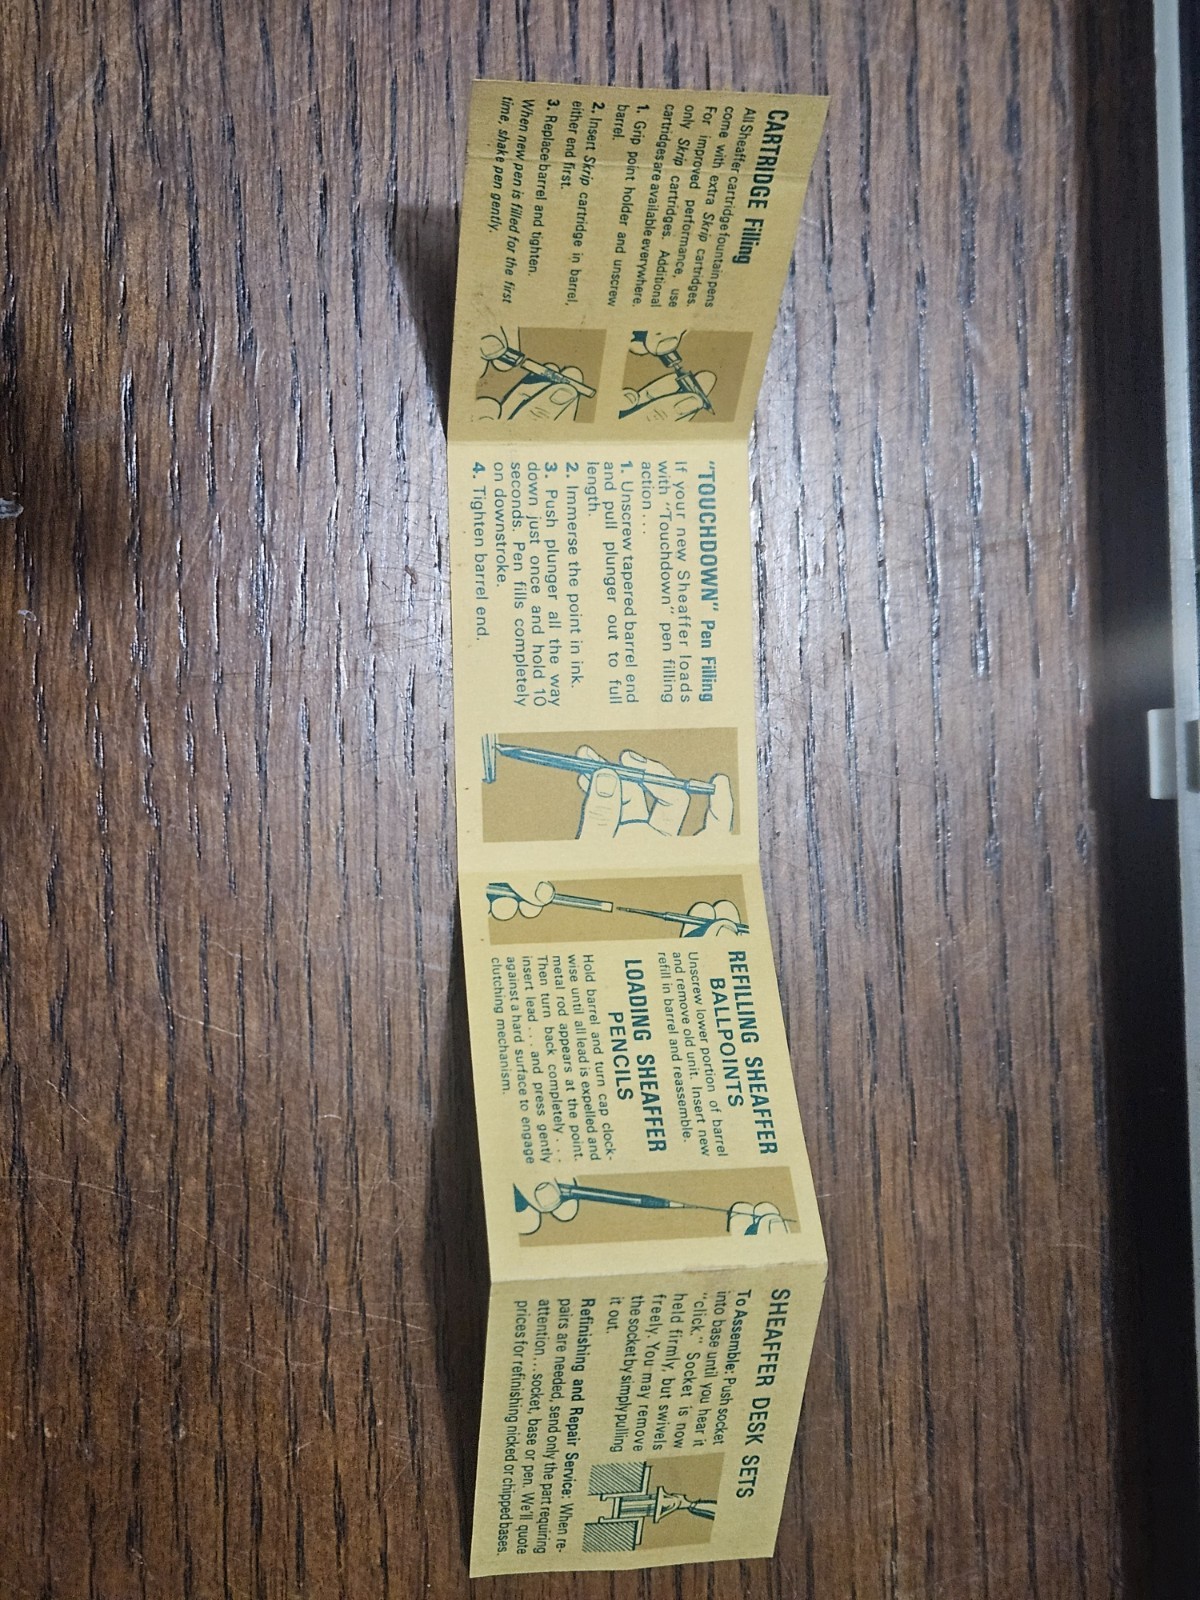 CARTRIDGE Filling
All Sheaffer cartridge fountain pens
come with extra Skrip cartridges.
For improved performance, use
only Skrip cartridges. Additional
cartridges are available everywhere.
1. Grip point holder and unscrew
barrel.
2. Insert Skrip cartridge in barrel,
either end first.
3. Replace barrel and tighten.
When new pen is filled for the first
time, shake pen gently.
"TOUCHDOWN" Pen Filling
If your new Sheaffer loads
with "Touchdown" pen filling
action...
1. Unscrew tapered barrel end
and pull plunger out to full
length.
2. Immerse the point in ink.
3. Push plunger all the way
down just once and hold 10
seconds. Pen fills completely
on downstroke.
4. Tighten barrel end.
REFILLING SHEAFFER
BALLPOINTS
Unscrew lower portion of barrel
and remove old unit. Insert new
refill in barrel and reassemble.
LOADING SHEAFFER
PENCILS
Hold barrel and turn cap clock-
wise until all lead is expelled and
metal rod appears at the point.
Then turn back completely . . .
insert lead . . . and press gently
against a hard surface to engage
clutching mechanism.
SHEAFFER DESK SETS
To Assemble: Push socket
into base until you hear it
"click." Socket is now
held firmly, but swivels
freely. You may remove
the socket by simply pulling
it out.
Refinishing and Repair Service: When re-
pairs are needed, send only the part requiring
attention...socket, base or pen. We'll quote
prices for refinishing nicked or chipped bases.